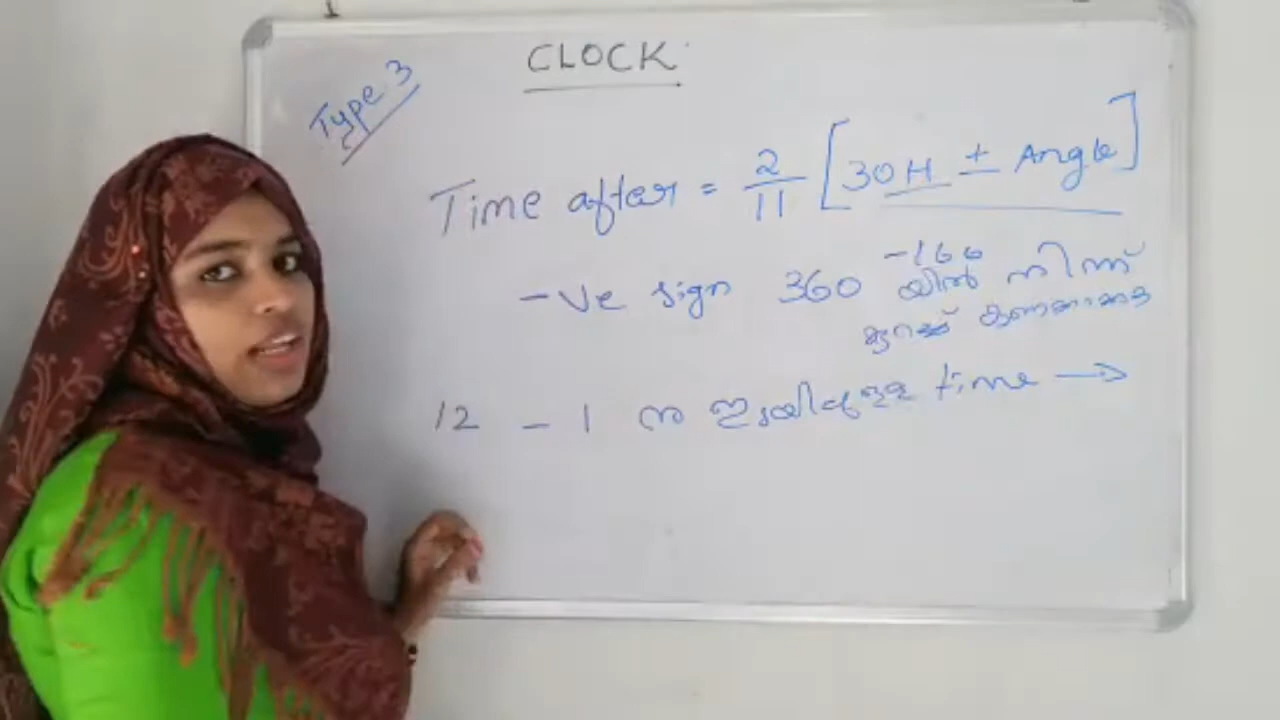 CLOCK
Type 3
Time after = 2/11 [30H ± Angle]
-ve sign 360 -160 യിൽ നിന്ന്
കുറച്ച്
12 - 1 നു ഇടയിലുള്ള time →